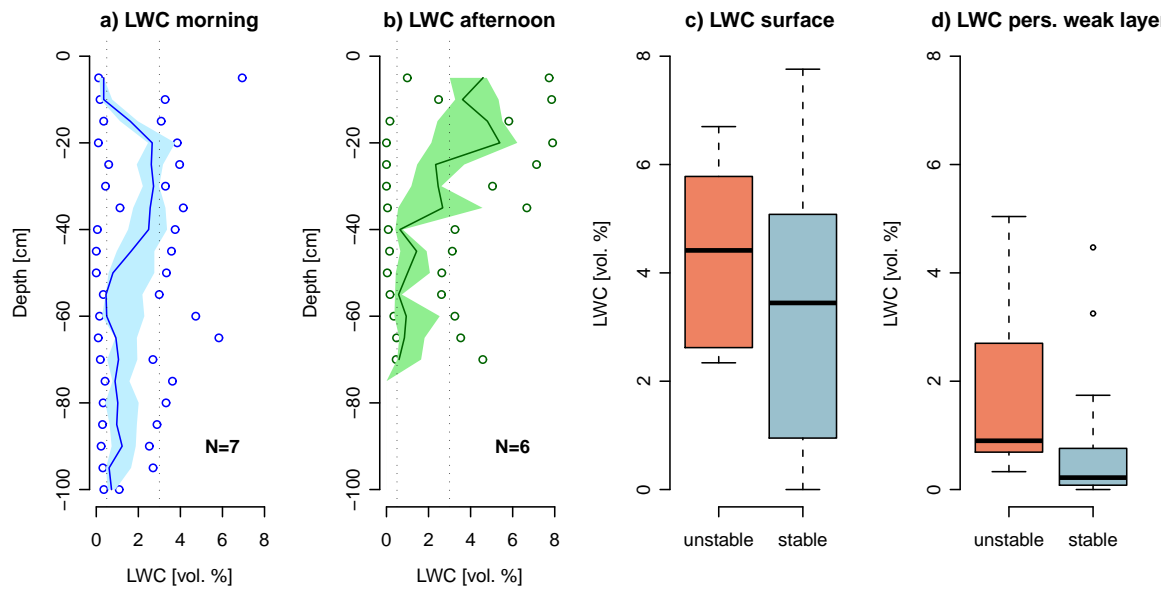 a) LWC morning
b) LWC afternoon
c) LWC surface
d) LWC pers. weak laye
0
−20
−40
−60
−80
−100
Depth [cm]
N=7
0 2 4 6 8
LWC [vol. %]
0
−20
−40
−60
−80
−100
Depth [cm]
N=6
0 2 4 6 8
LWC [vol. %]
8
6
4
2
0
LWC [vol. %]
unstable stable
8
6
4
2
0
LWC [vol. %]
unstable stable